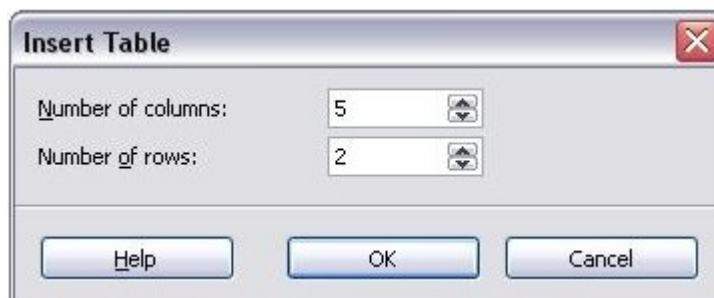 Insert Table
Number of columns: 5
Number of rows: 2
Help OK Cancel